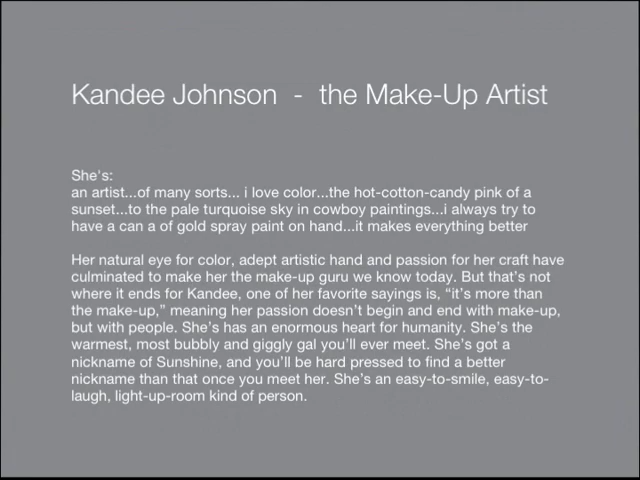 Kandee Johnson - the Make-Up Artist
She's:
an artist...of many sorts... i love color...the hot-cotton-candy pink of a
sunset...to the pale turquoise sky in cowboy paintings...i always try to
have a can a of gold spray paint on hand...it makes everything better
Her natural eye for color, adept artistic hand and passion for her craft have
culminated to make her the make-up guru we know today. But that's not
where it ends for Kandee, one of her favorite sayings is, "it's more than
the make-up," meaning her passion doesn't begin and end with make-up,
but with people. She's has an enormous heart for humanity. She's the
warmest, most bubbly and giggly gal you'll ever meet. She's got a
nickname of Sunshine, and you'll be hard pressed to find a better
nickname than that once you meet her. She's an easy-to-smile, easy-to-
laugh, light-up-room kind of person.